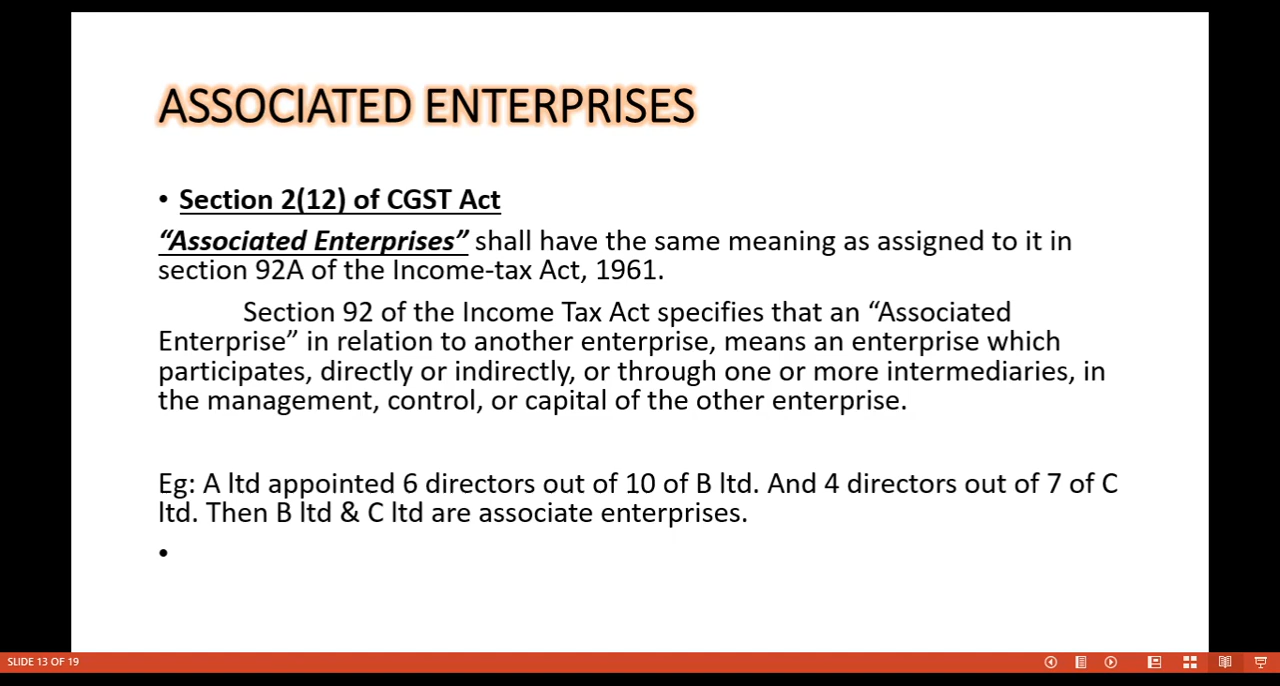 ASSOCIATED ENTERPRISES
• Section 2(12) of CGST Act
“Associated Enterprises” shall have the same meaning as assigned to it in
section 92A of the Income-tax Act, 1961.
Section 92 of the Income Tax Act specifies that an “Associated
Enterprise” in relation to another enterprise, means an enterprise which
participates, directly or indirectly, or through one or more intermediaries, in
the management, control, or capital of the other enterprise.
Eg: A ltd appointed 6 directors out of 10 of B ltd. And 4 directors out of 7 of C
ltd. Then B ltd & C ltd are associate enterprises.
•
SLIDE 13 OF 19